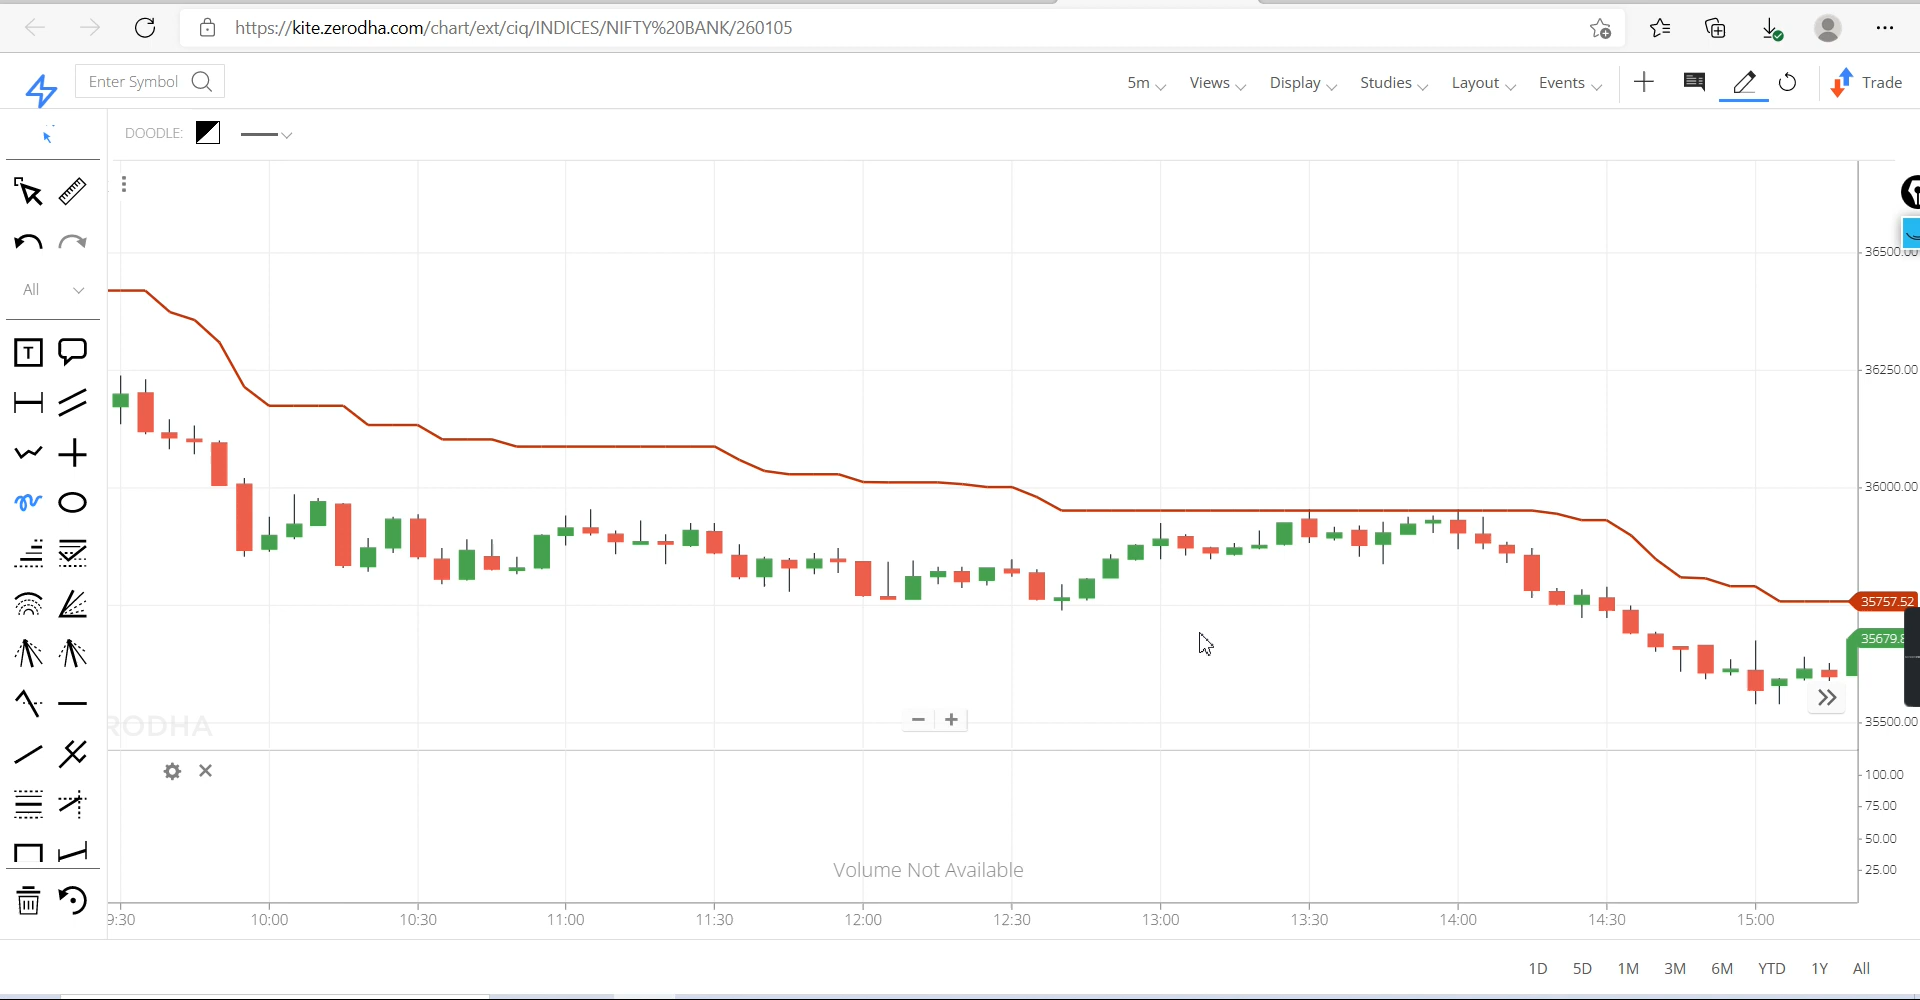 https://kite.zerodha.com/chart/ext/ciq/INDICES/NIFTY%20BANK/260105
Enter Symbol
5m Views Display Studies Layout Events Trade
DOODLE:
All
T
36500.00
36250.00
36000.00
35757.52
35679.8
35500.00
RODHA
100.00
75.00
50.00
25.00
Volume Not Available
9:30 10:00 10:30 11:00 11:30 12:00 12:30 13:00 13:30 14:00 14:30 15:00
1D 5D 1M 3M 6M YTD 1Y All